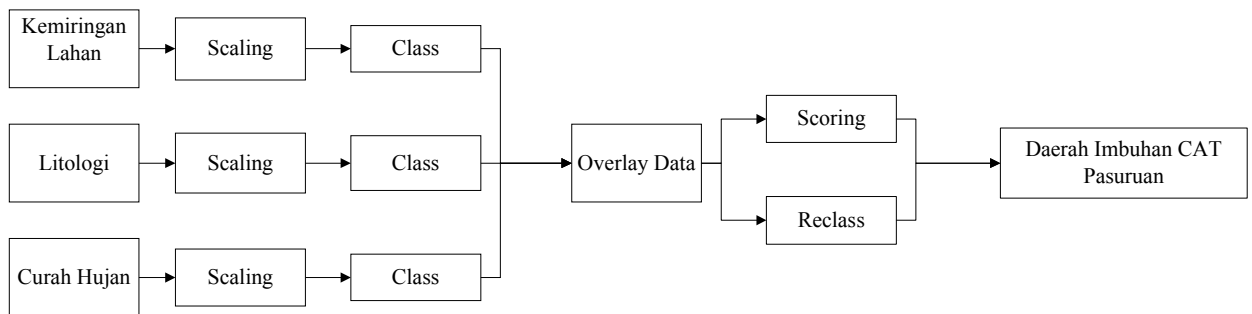 Kemiringan
Lahan
Scaling
Class
Litologi
Scaling
Class
Curah Hujan
Scaling
Class
Overlay Data
Scoring
Reclass
Daerah Imbuhan CAT
Pasuruan